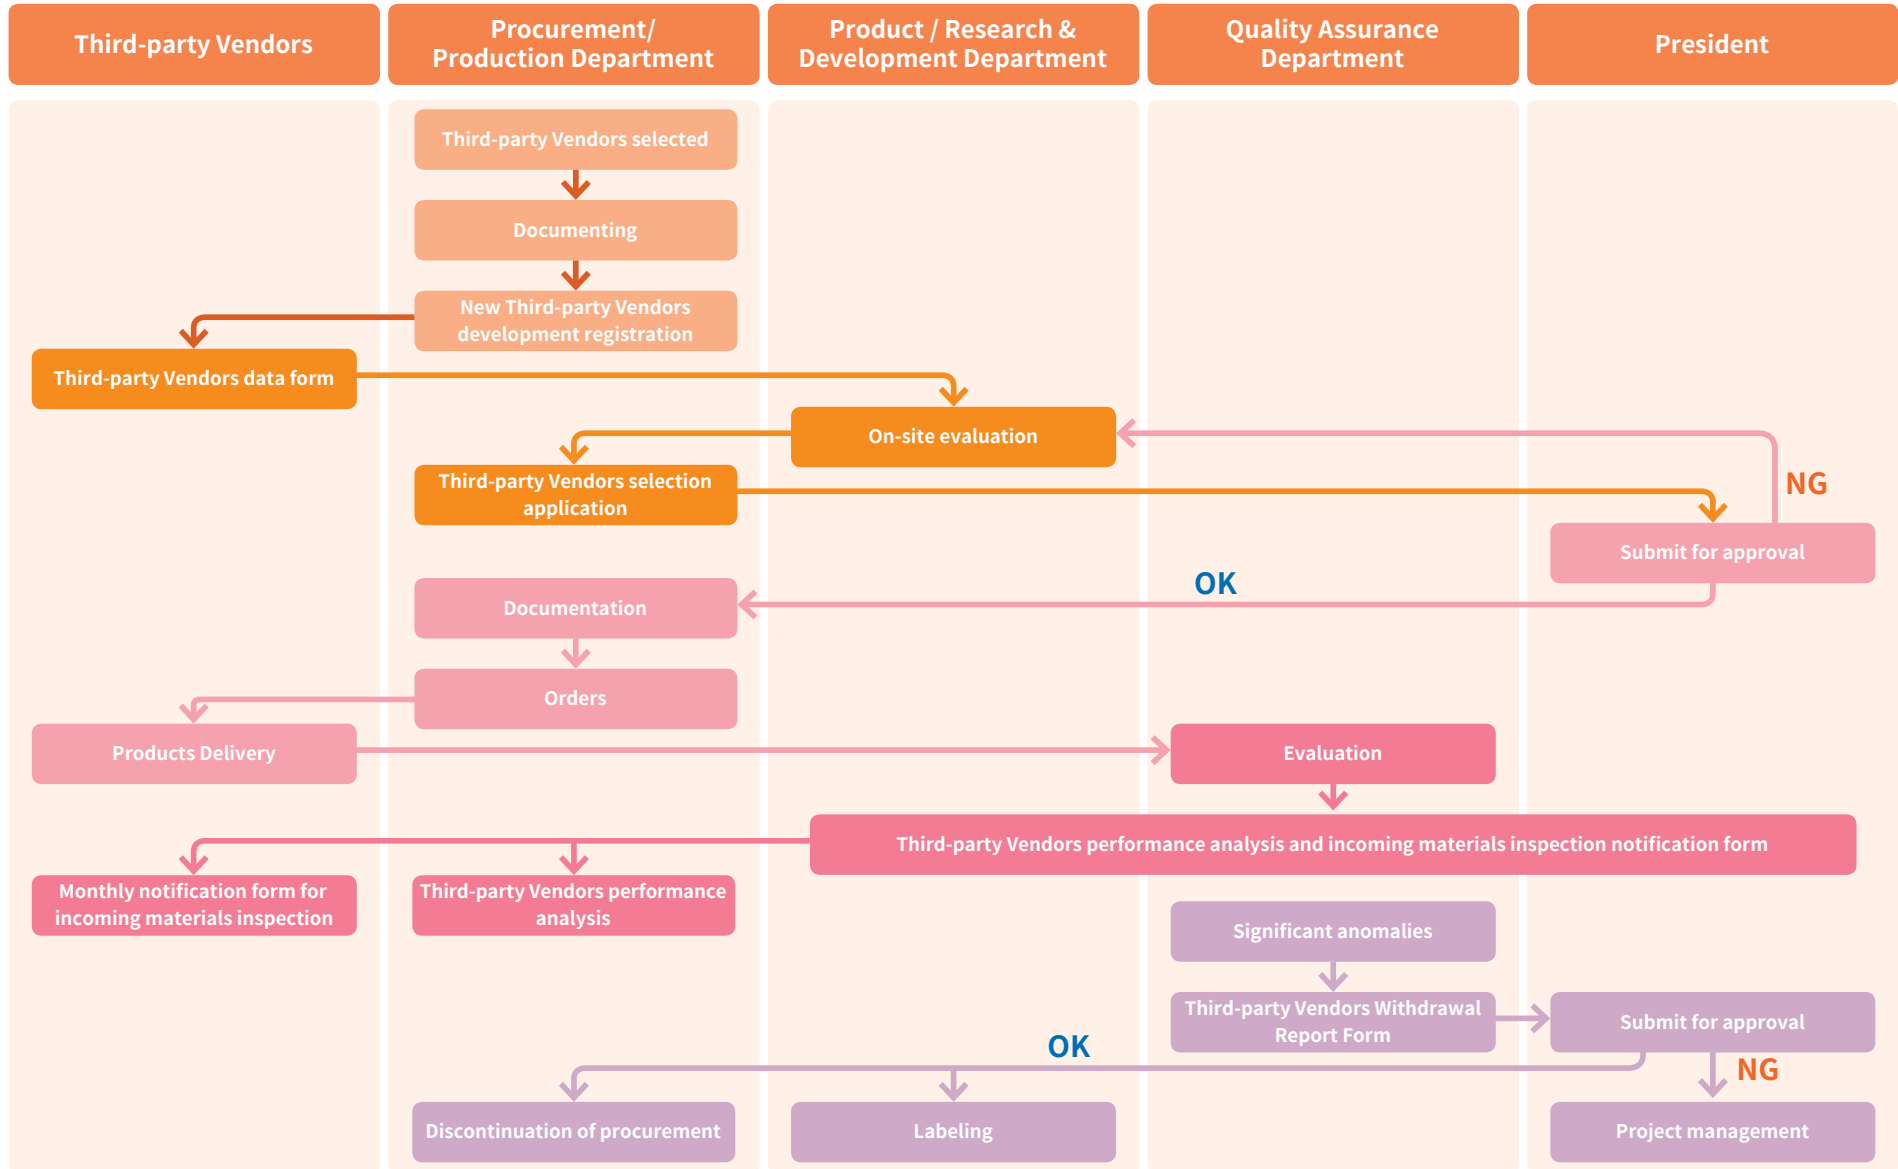 Third-party Vendors
Procurement/
Production Department
Product / Research &
Development Department
Quality Assurance
Department
President
Third-party Vendors selected
Documenting
New Third-party Vendors
development registration
Third-party Vendors data form
On-site evaluation
Third-party Vendors selection
application
NG
Submit for approval
OK
Documentation
Orders
Products Delivery
Evaluation
Third-party Vendors performance analysis and incoming materials inspection notification form
Monthly notification form for
incoming materials inspection
Third-party Vendors performance
analysis
Significant anomalies
Third-party Vendors Withdrawal
Report Form
Submit for approval
OK
NG
Discontinuation of procurement
Labeling
Project management